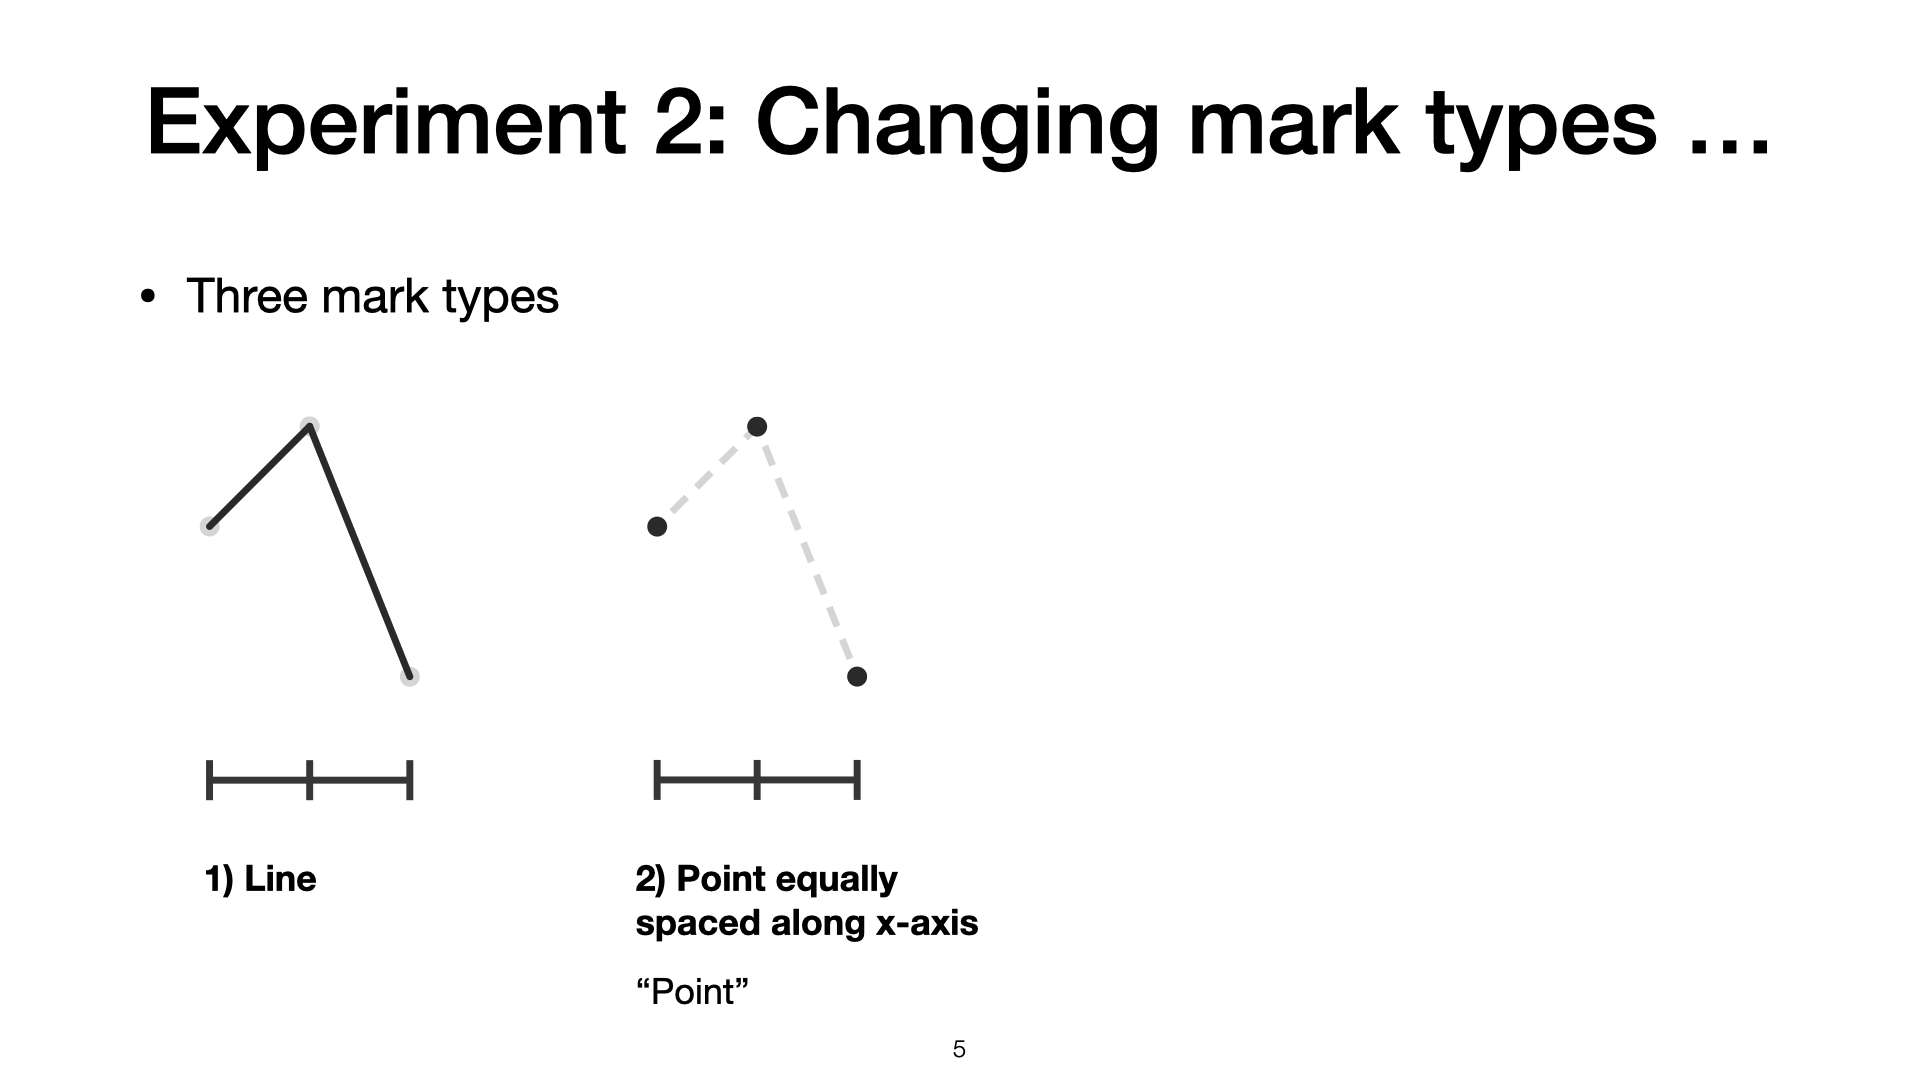 Experiment 2: Changing mark types …
• Three mark types
1) Line
2) Point equally
spaced along x-axis
“Point”
5